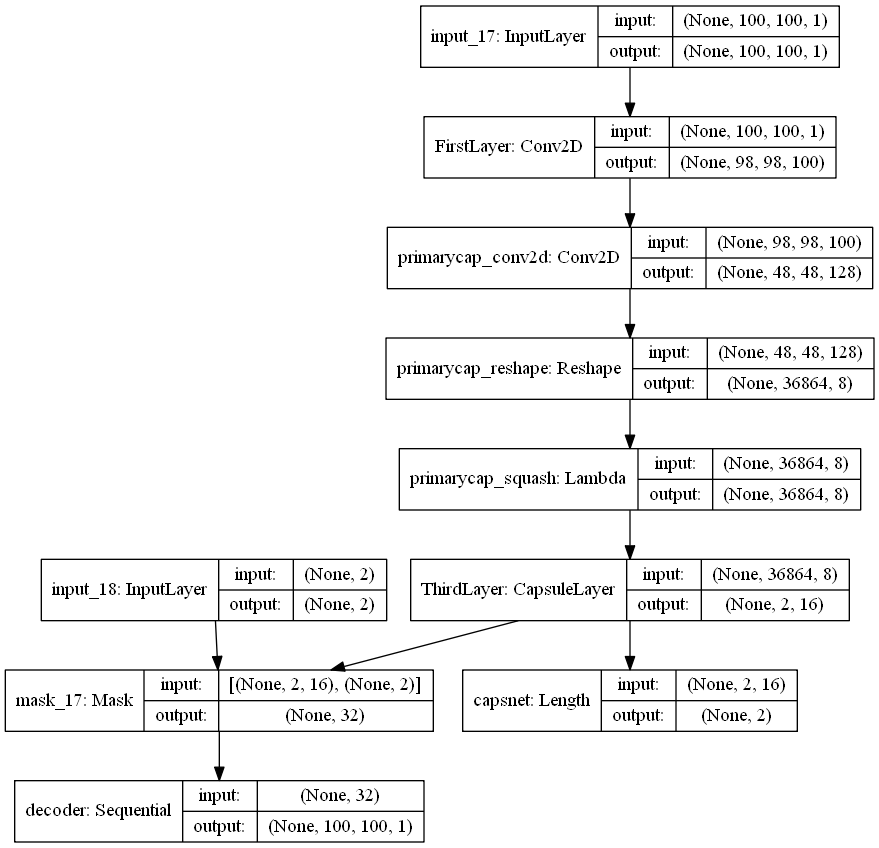 input_17: InputLayer
input: (None, 100, 100, 1)
output: (None, 100, 100, 1)
FirstLayer: Conv2D
input: (None, 100, 100, 1)
output: (None, 98, 98, 100)
primarycap_conv2d: Conv2D
input: (None, 98, 98, 100)
output: (None, 48, 48, 128)
primarycap_reshape: Reshape
input: (None, 48, 48, 128)
output: (None, 36864, 8)
primarycap_squash: Lambda
input: (None, 36864, 8)
output: (None, 36864, 8)
input_18: InputLayer
input: (None, 2)
output: (None, 2)
ThirdLayer: CapsuleLayer
input: (None, 36864, 8)
output: (None, 2, 16)
mask_17: Mask
input: [(None, 2, 16), (None, 2)]
output: (None, 32)
capsnet: Length
input: (None, 2, 16)
output: (None, 2)
decoder: Sequential
input: (None, 32)
output: (None, 100, 100, 1)